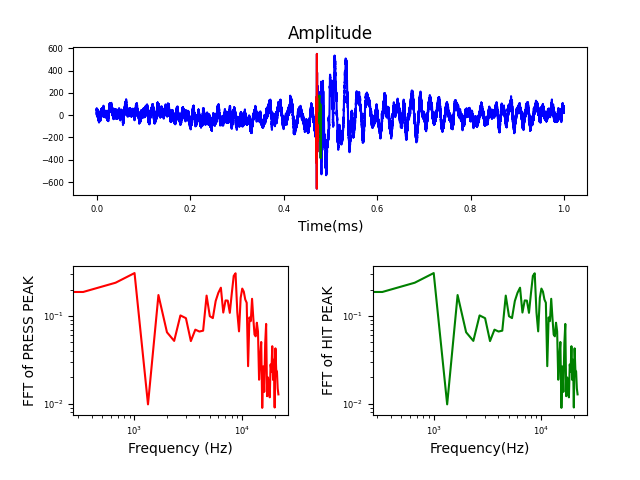 Amplitude
600
400
200
0
−200
−400
−600
0.0 0.2 0.4 0.6 0.8 1.0
Time(ms)
FFT of PRESS PEAK
10⁻¹
10⁻²
10³ 10⁴
Frequency (Hz)
FFT of HIT PEAK
10⁻¹
10⁻²
10³ 10⁴
Frequency(Hz)